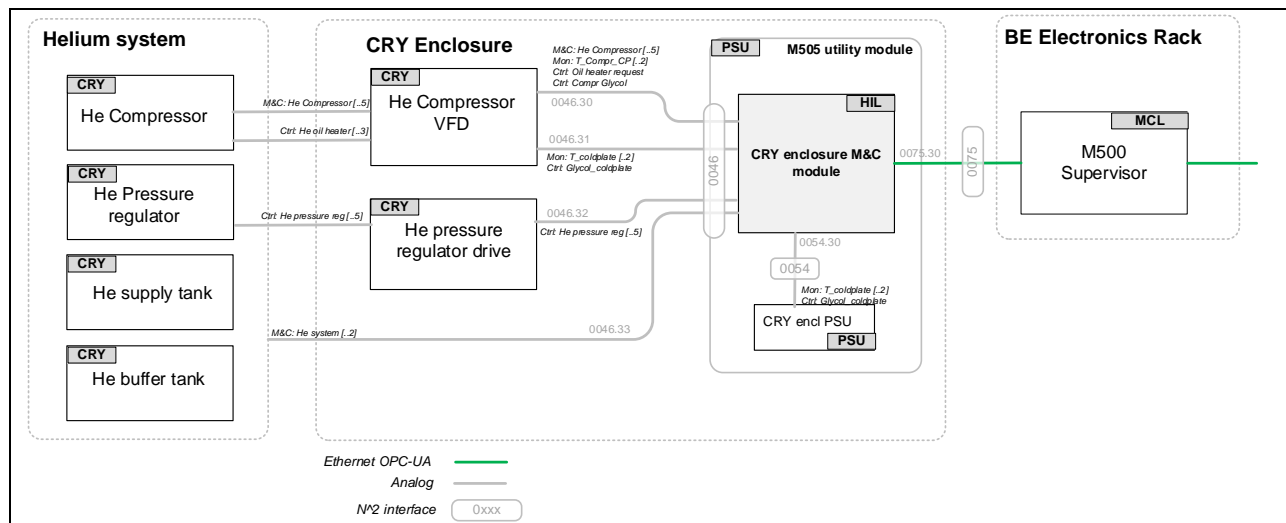 Helium system
CRY
He Compressor
CRY
He Pressure
regulator
CRY
He supply tank
CRY
He buffer tank
M&C: He Compressor [..5]
Ctrl: He oil heater [..3]
Ctrl: He pressure reg [..5]
M&C: He system [..2]
CRY Enclosure
CRY
He Compressor
VFD
CRY
He pressure
regulator drive
M&C: He Compressor [..5]
Mon: T_Compr_CP [..2]
Ctrl: Oil heater request
Ctrl: Compr Glycol
0046.30
0046.31
Mon: T_coldplate [..2]
Ctrl: Glycol_coldplate
0046.32
Ctrl: He pressure reg [..5]
0046.33
PSU
M505 utility module
0046
HIL
CRY enclosure M&C
module
0054.30
0054
Mon: T_coldplate [..2]
Ctrl: Glycol_coldplate
CRY encl PSU
PSU
0075.30
0075
BE Electronics Rack
MCL
M500
Supervisor
Ethernet OPC-UA
Analog
N^2 interface
0xxx